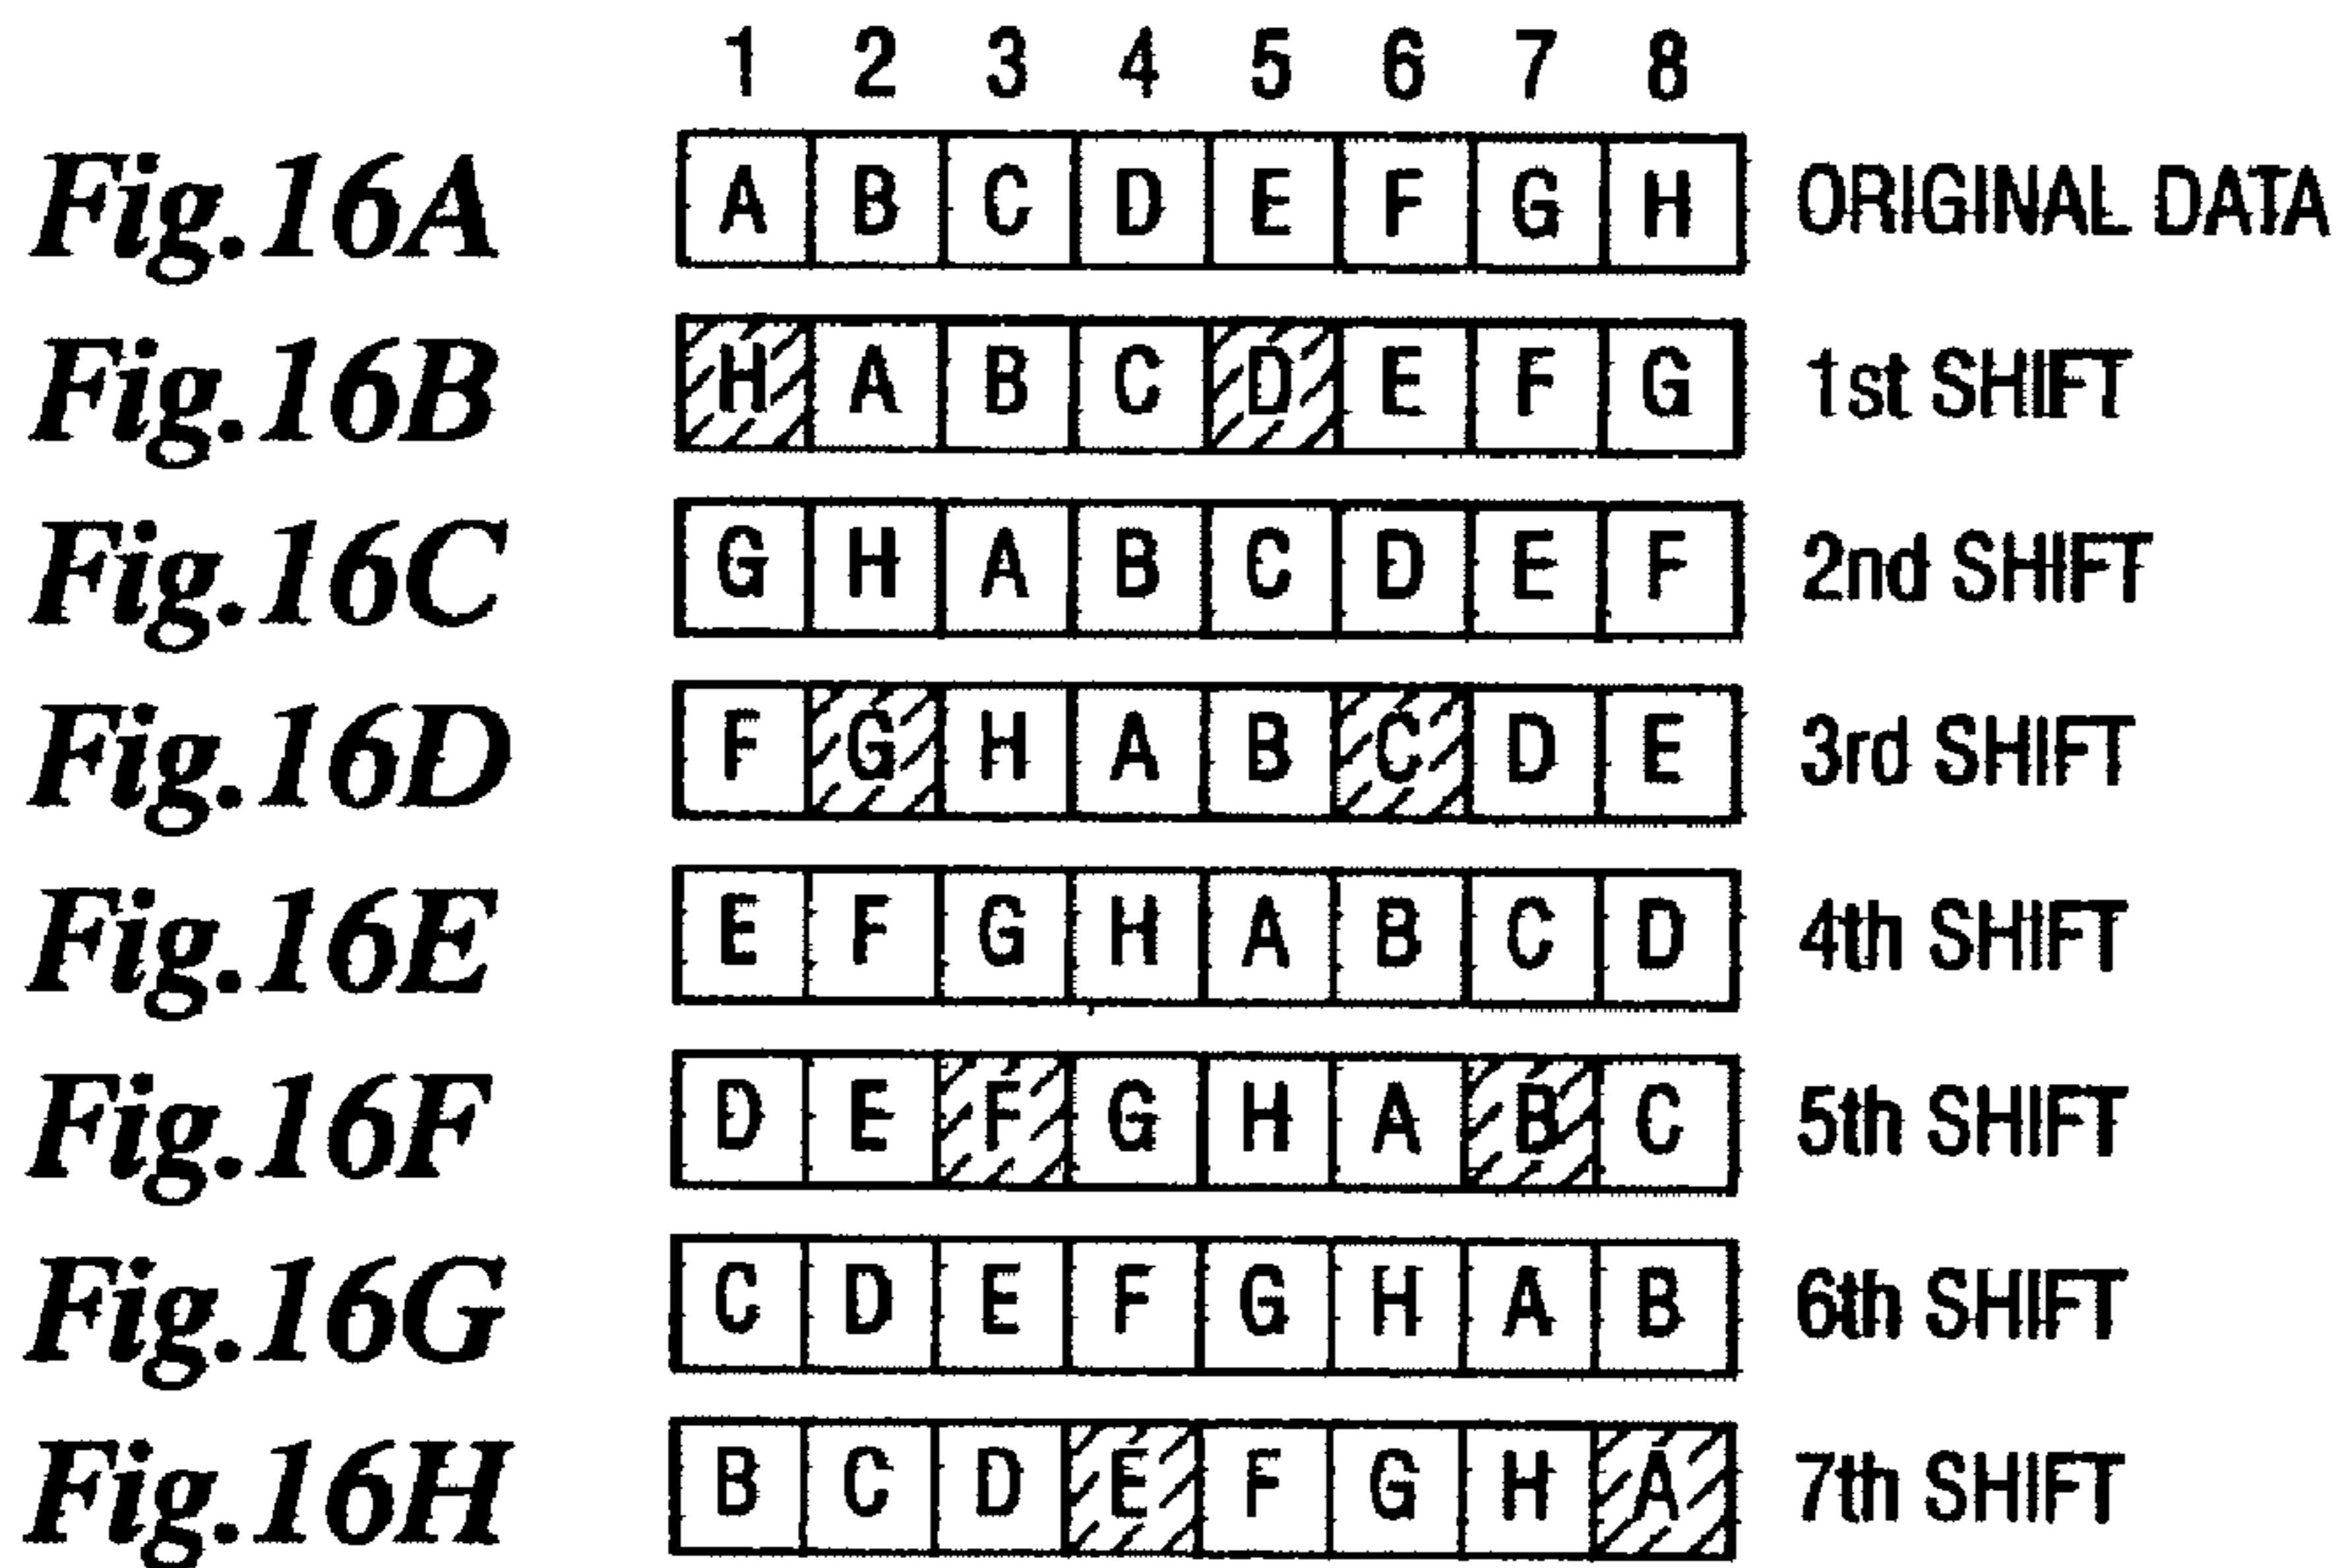 1 2 3 4 5 6 7 8
Fig.16A A B C D E F G H ORIGINAL DATA
Fig.16B H A B C D E F G 1st SHIFT
Fig.16C G H A B C D E F 2nd SHIFT
Fig.16D F G H A B C D E 3rd SHIFT
Fig.16E E F G H A B C D 4th SHIFT
Fig.16F D E F G H A B C 5th SHIFT
Fig.16G C D E F G H A B 6th SHIFT
Fig.16H B C D E F G H A 7th SHIFT